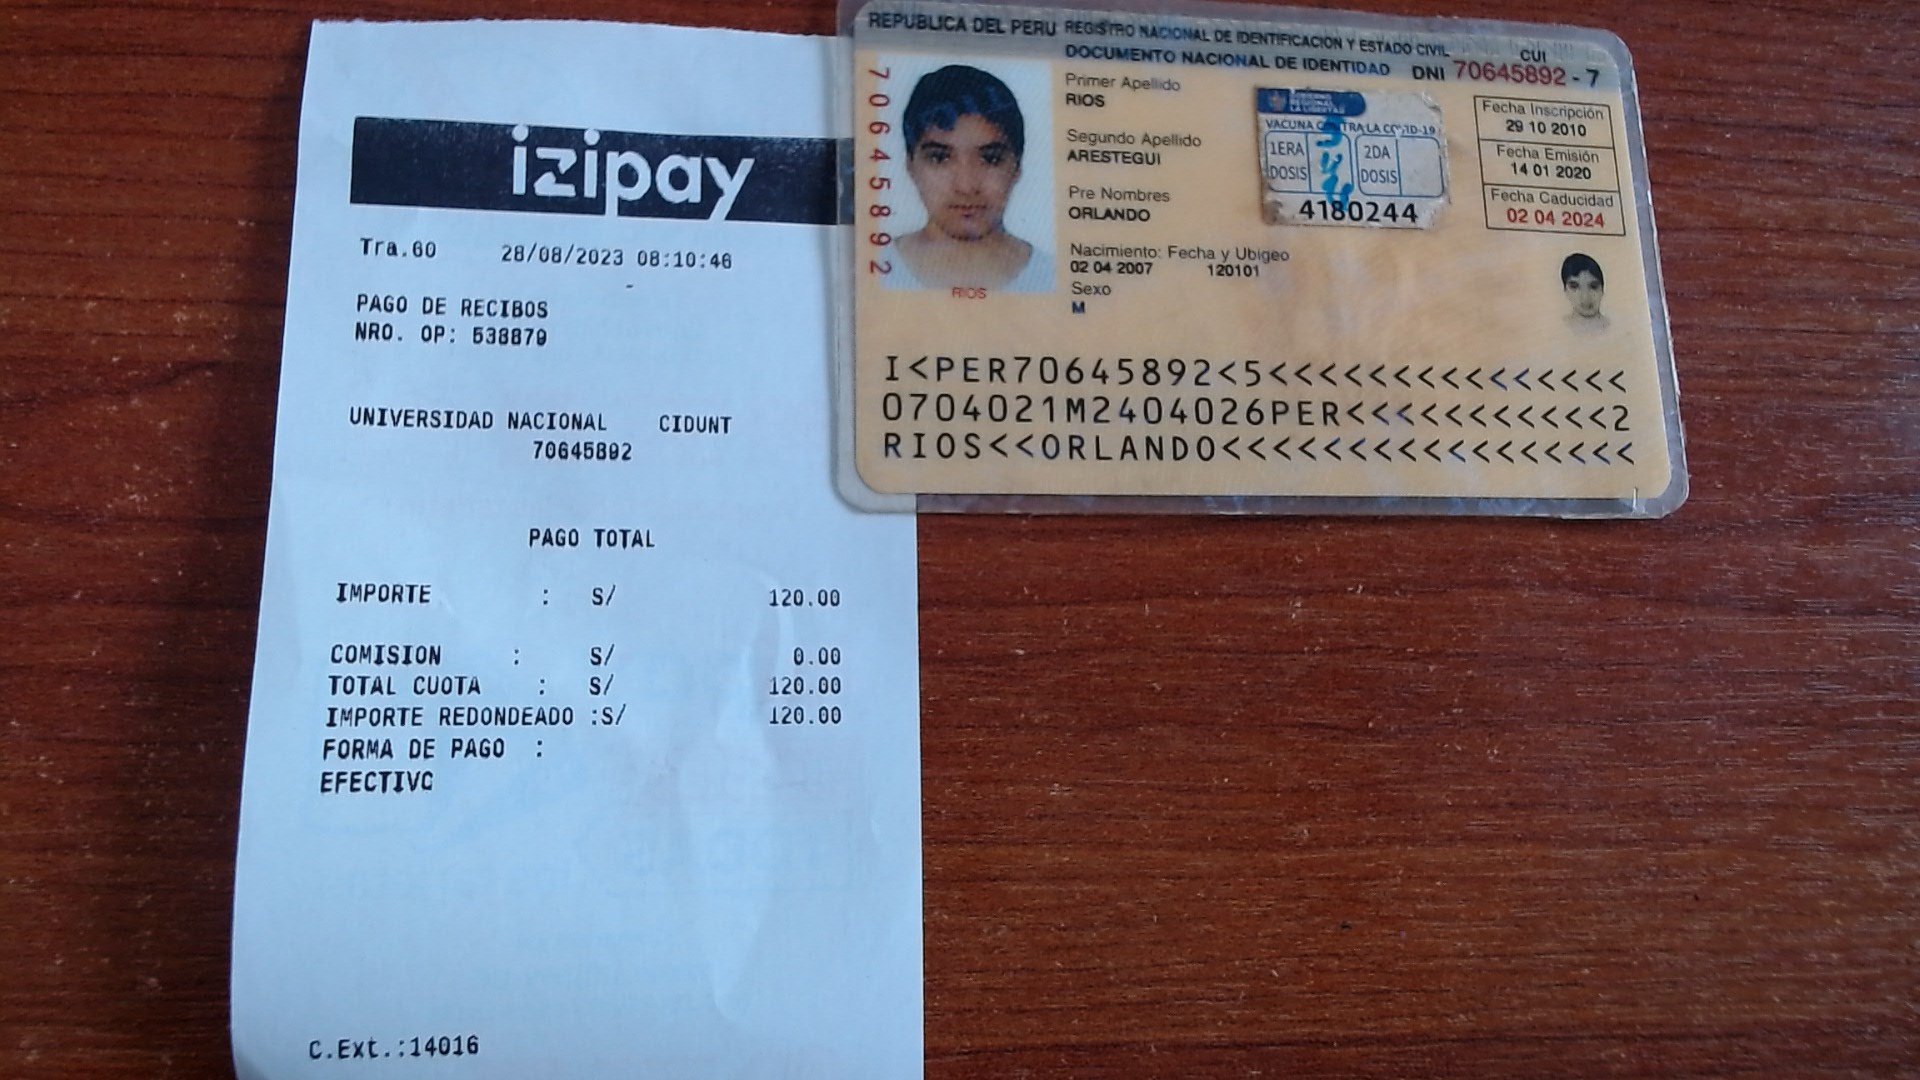 izipay
Tra.60 28/08/2023 08:10:46
PAGO DE RECIBOS
NRO. OP: 538879
UNIVERSIDAD NACIONAL CIDUNT
70645892
PAGO TOTAL
IMPORTE : S/ 120.00
COMISION : S/ 0.00
TOTAL CUOTA : S/ 120.00
IMPORTE REDONDEADO :S/ 120.00
FORMA DE PAGO :
EFECTIVO
C.Ext.:14016
REPUBLICA DEL PERU REGISTRO NACIONAL DE IDENTIFICACION Y ESTADO CIVIL
DOCUMENTO NACIONAL DE IDENTIDAD
CUI
DNI 70645892 - 7
70645892
RIOS
Primer Apellido
RIOS
Segundo Apellido
ARESTEGUI
Pre Nombres
ORLANDO
Nacimiento: Fecha y Ubigeo
02 04 2007 120101
Sexo
M
GOBIERNO
REGIONAL
LA LIBERTAD
VACUNA CONTRA LA COVID-19
1ERA
DOSIS
2DA
DOSIS
4180244
Fecha Inscripción
29 10 2010
Fecha Emisión
14 01 2020
Fecha Caducidad
02 04 2024
I<PER70645892<5<<<<<<<<<<<<<<<
0704021M2404026PER<<<<<<<<<<<2
RIOS<<ORLANDO<<<<<<<<<<<<<<<<<